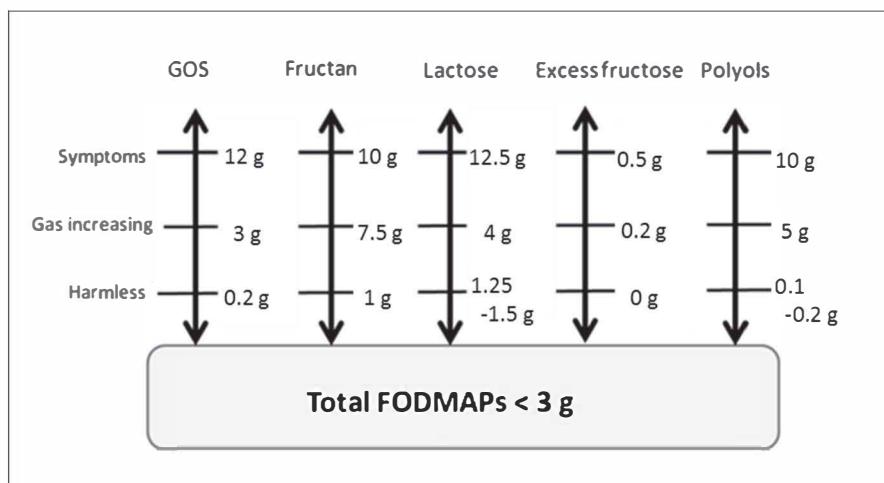 GOS Fructan Lactose Excess fructose Polyols
Symptoms 12 g 10 g 12.5 g 0.5 g 10 g
Gas increasing 3 g 7.5 g 4 g 0.2 g 5 g
Harmless 0.2 g 1 g 1.25 0 g 0.1
-1.5 g -0.2 g
Total FODMAPs < 3 g